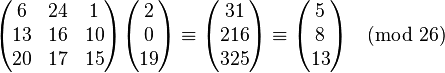 ( 6 24 1 ) ( 2 ) ( 31 ) ( 5 )
( 13 16 10 ) ( 0 ) ≡ ( 216 ) ≡ ( 8 ) (mod 26)
( 20 17 15 ) ( 19 ) ( 325 ) ( 13 )